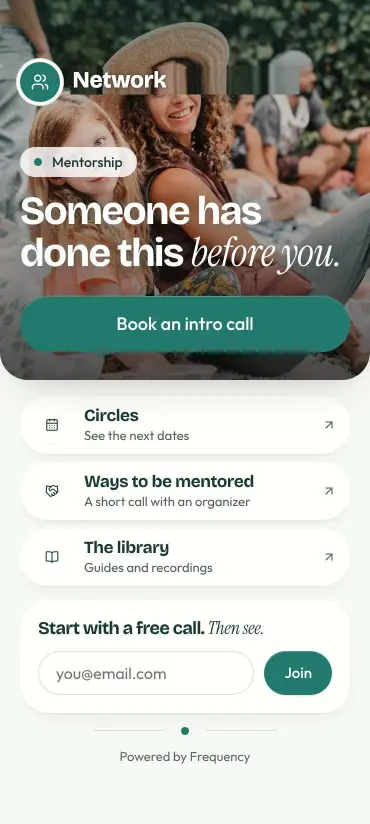 Network
Mentorship
Someone has
done this before you.
Book an intro call
Circles
See the next dates
Ways to be mentored
A short call with an organizer
The library
Guides and recordings
Start with a free call. Then see.
you@email.com
Join
Powered by Frequency